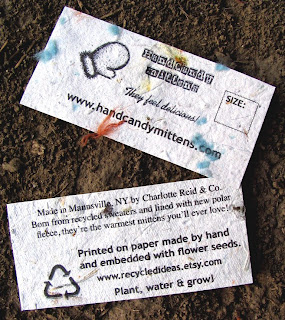 HandCandy
mittens
They feel delicious!
SIZE:
www.handcandymittens.com
Made in Mannsville, NY by Charlotte Reid & Co.
Born from recycled sweaters and lined with new polar
fleece, they're the warmest mittens you'll ever love!
Printed on paper made by hand
and embedded with flower seeds.
www.recycledideas.etsy.com
Plant, water & grow}